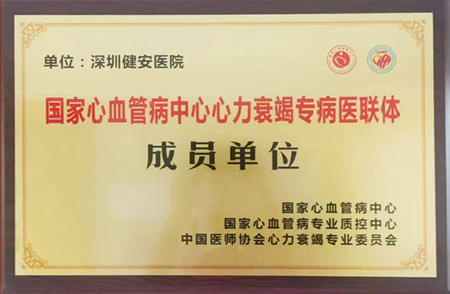 单位：深圳健安医院
国家心血管病中心心力衰竭专病医联体
成员单位
国家心血管病中心
国家心血管病专业质控中心
中国医师协会心力衰竭专业委员会